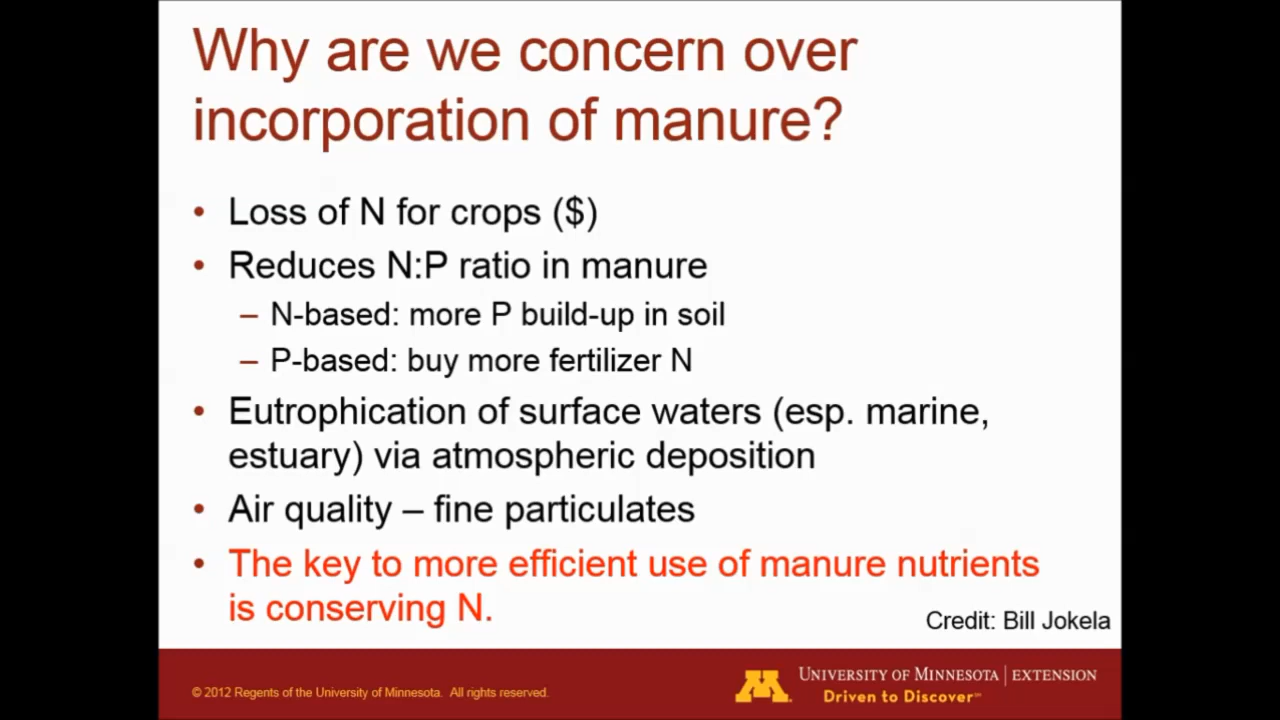 Why are we concern over
incorporation of manure?
• Loss of N for crops ($)
• Reduces N:P ratio in manure
– N-based: more P build-up in soil
– P-based: buy more fertilizer N
• Eutrophication of surface waters (esp. marine,
estuary) via atmospheric deposition
• Air quality – fine particulates
• The key to more efficient use of manure nutrients
is conserving N.
Credit: Bill Jokela
© 2012 Regents of the University of Minnesota. All rights reserved.
M
UNIVERSITY OF MINNESOTA | EXTENSION
Driven to Discover℠